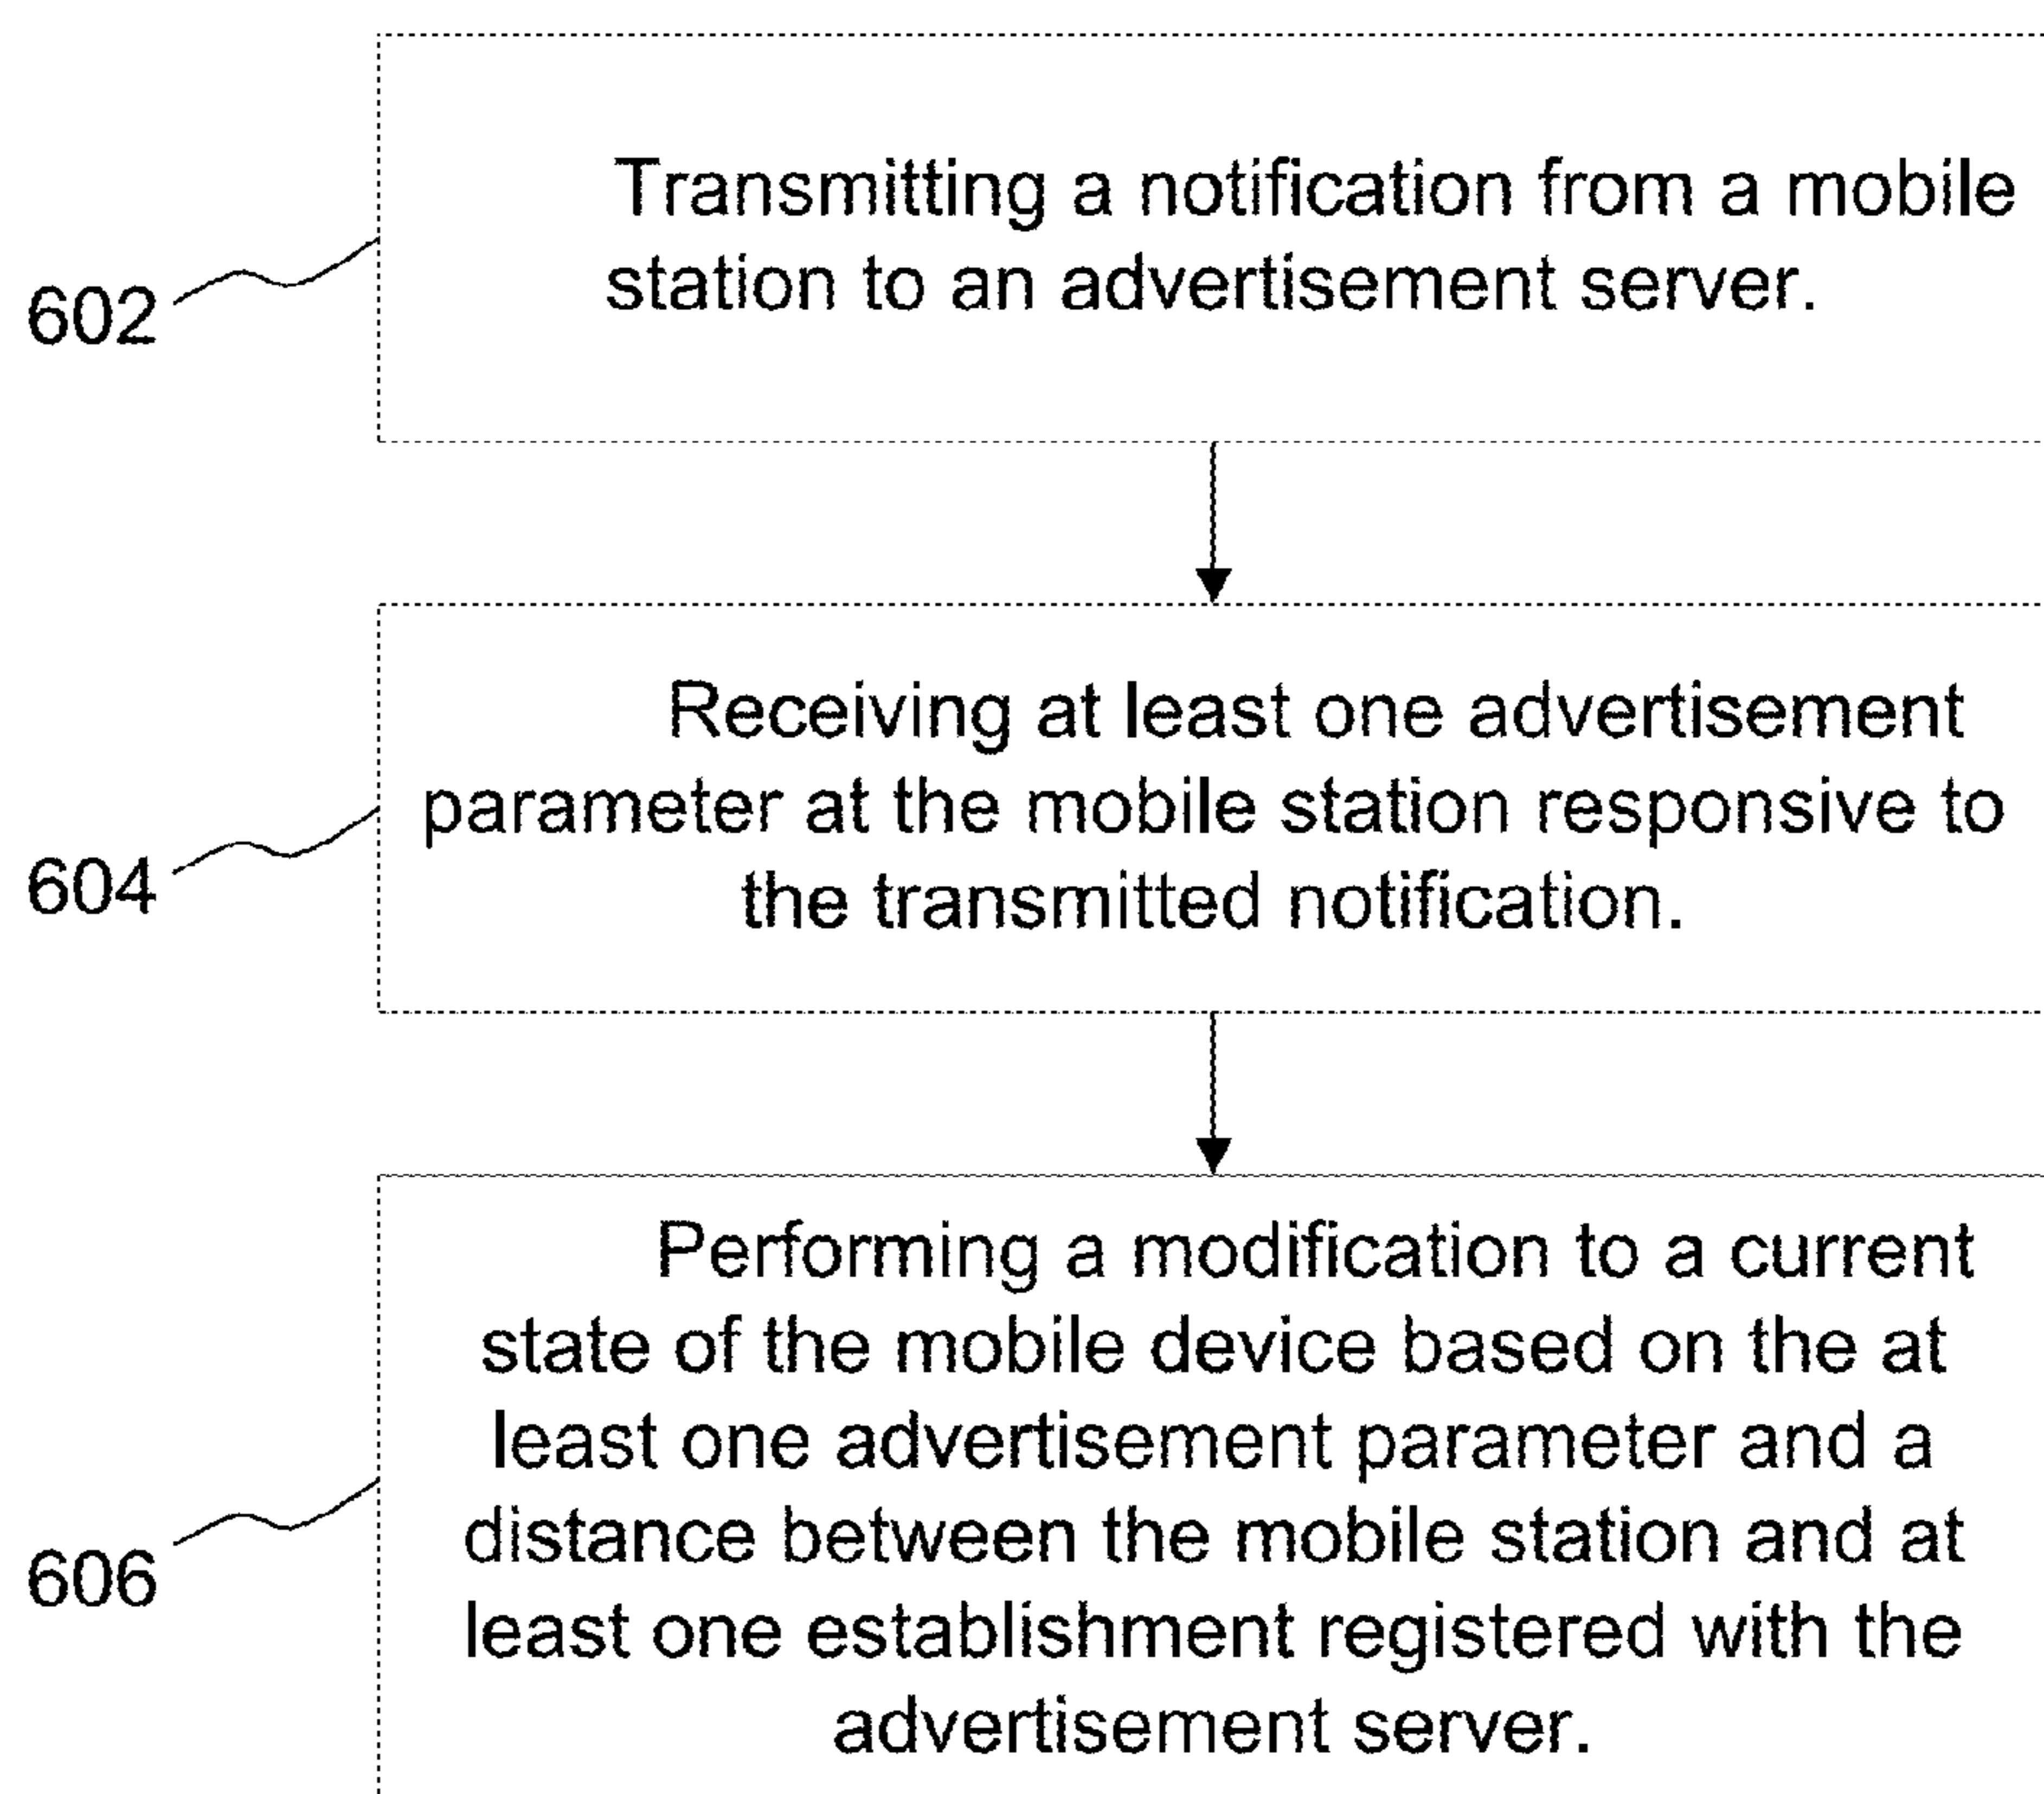 Transmitting a notification from a mobile
station to an advertisement server.
602
Receiving at least one advertisement
parameter at the mobile station responsive to
the transmitted notification.
604
Performing a modification to a current
state of the mobile device based on the at
least one advertisement parameter and a
distance between the mobile station and at
least one establishment registered with the
advertisement server.
606